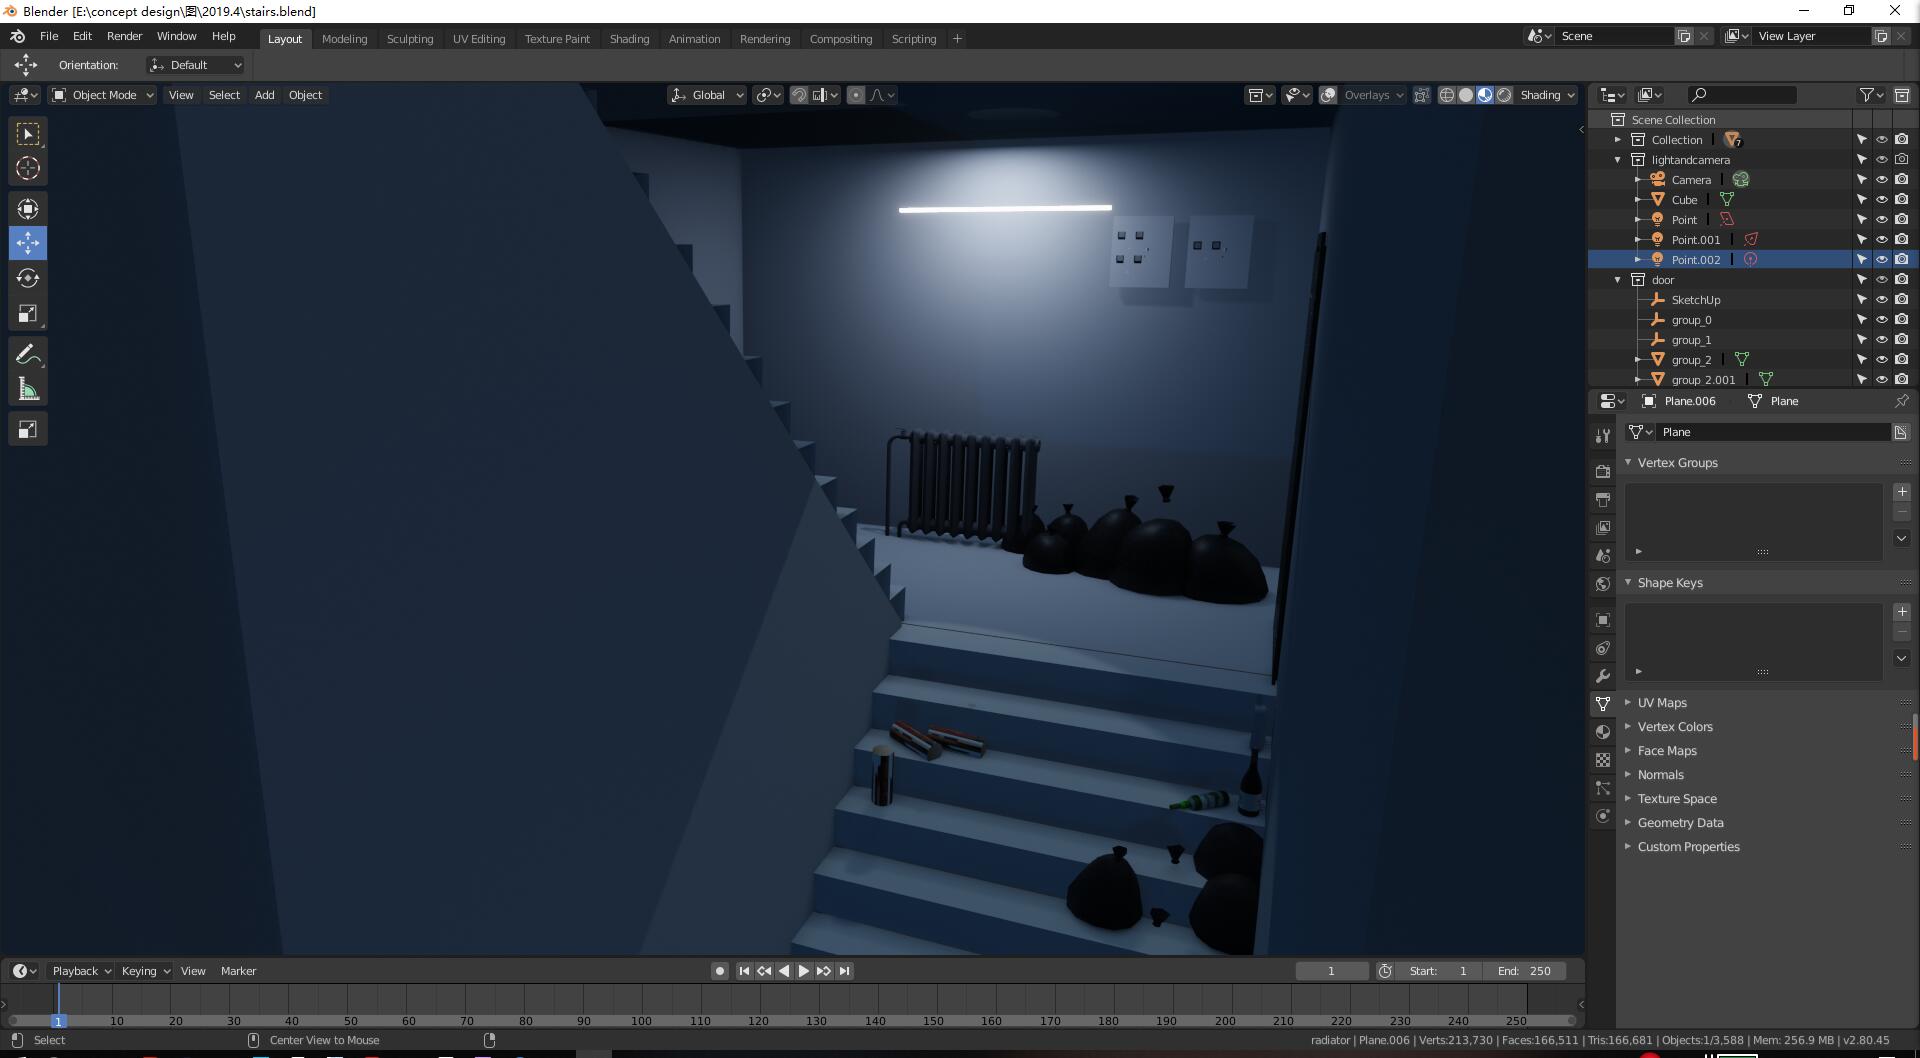 Blender [E:\concept design\图\2019.4\stairs.blend]
File Edit Render Window Help Layout Modeling Sculpting UV Editing Texture Paint Shading Animation Rendering Compositing Scripting + Scene View Layer
Orientation: Default
Object Mode View Select Add Object Global Overlays Shading
Scene Collection
Collection 7
lightandcamera
Camera
Cube
Point
Point.001
Point.002
door
SketchUp
group_0
group_1
group_2
group_2.001
Plane.006 Plane
Plane
Vertex Groups
Shape Keys
UV Maps
Vertex Colors
Face Maps
Normals
Texture Space
Geometry Data
Custom Properties
Playback Keying View Marker 1 Start: 1 End: 250
1 10 20 30 40 50 60 70 80 90 100 110 120 130 140 150 160 170 180 190 200 210 220 230 240 250
Select Center View to Mouse radiator | Plane.006 | Verts:213,730 | Faces:166,511 | Tris:166,681 | Objects:1/3,588 | Mem: 256.9 MB | v2.80.45